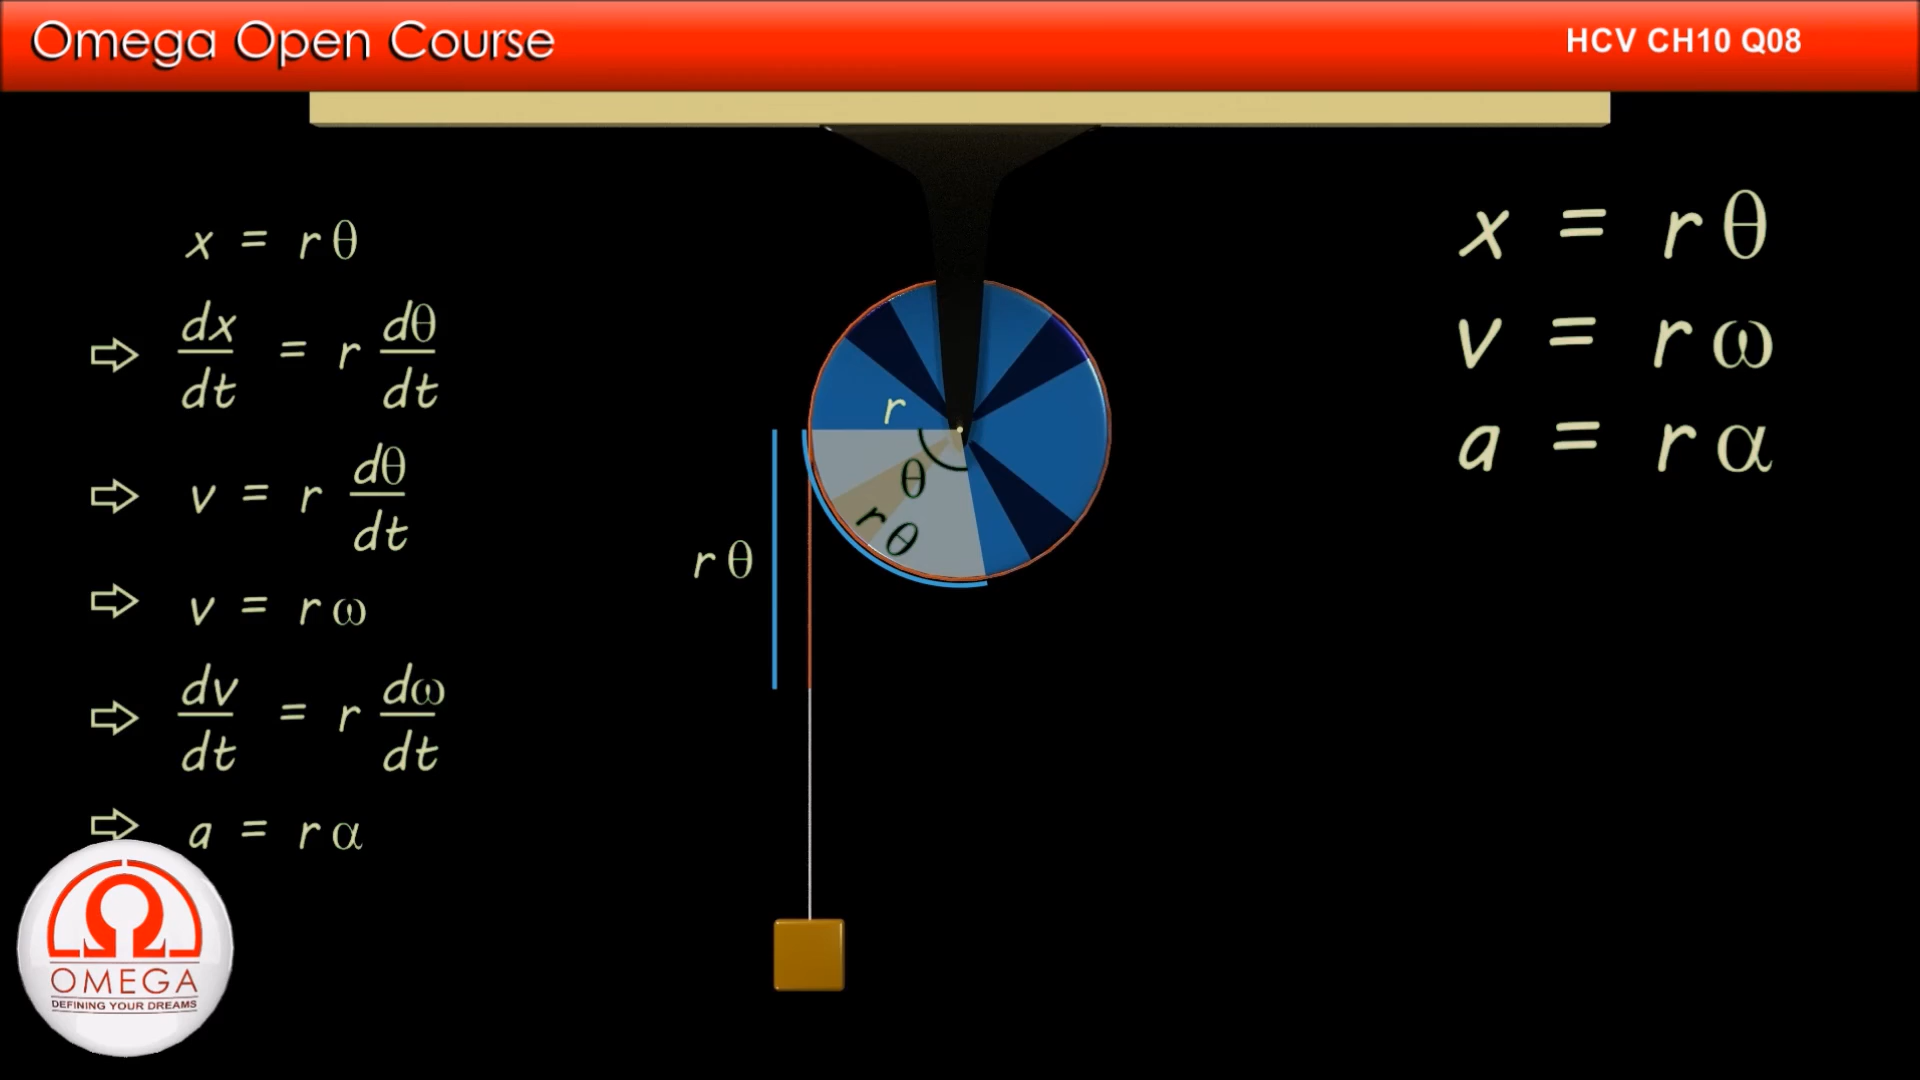 Omega Open Course
HCV CH10 Q08
x = rθ
⇨ dx/dt = r dθ/dt
⇨ v = r dθ/dt
⇨ v = rω
⇨ dv/dt = r dω/dt
⇨ a = rα
r
θ
rθ
rθ
x = rθ
v = rω
a = rα
OMEGA
DEFINING YOUR DREAMS